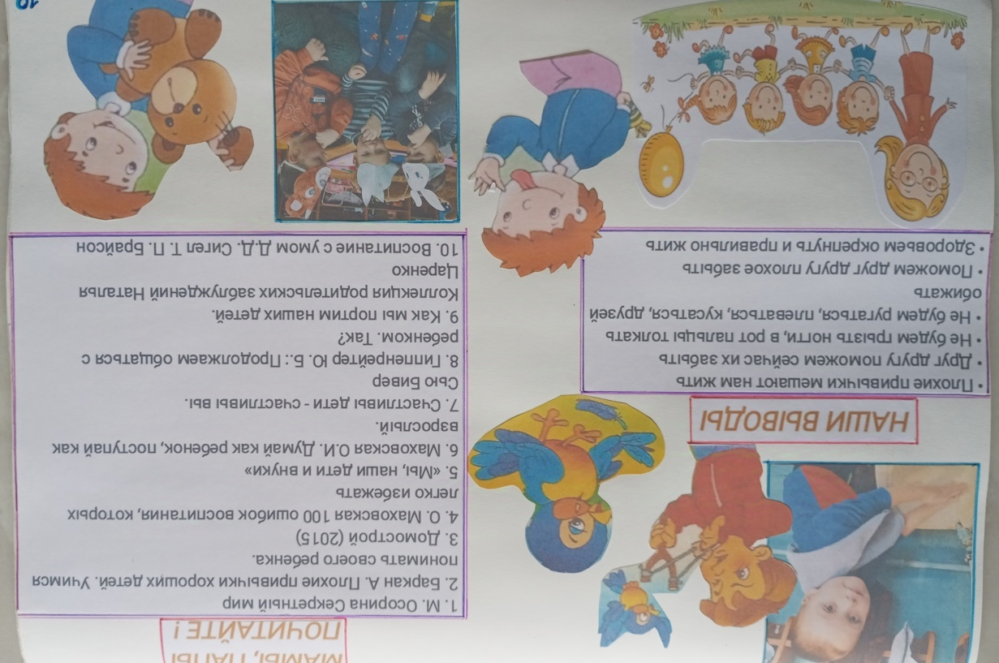 НАШИ ВЫВОДЫ
• Плохие привычки мешают нам жить
• Друг другу поможем сейчас их забыть
• Не будем грызть ногти, в рот пальцы толкать
• Не будем ругаться, плеваться, кусаться, друзей
обижать
• Поможем друг другу плохое забыть
• Здоровьем окрепнуть и правильно жить
МАМЫ, ПАПЫ
ПОЧИТАЙТЕ!
1. М. Осорина Секретный мир
2. Баркан А. Плохие привычки хороших детей. Учимся
понимать своего ребенка.
3. Домострой (2015)
4. О. Маховская 100 ошибок воспитания, которых
легко избежать
5. «Мы, наши дети и внуки»
6. Маховская О.И. Думай как ребенок, поступай как
взрослый.
7. Счастливы дети - счастливы вы.
Сью Бивер
8. Гиппенрейтер Ю. Б.: Продолжаем общаться с
ребенком. Так?
9. Как мы портим наших детей.
Коллекция родительских заблуждений Наталья
Царенко
10. Воспитание с умом Д.Д. Сигел Т. П. Брайсон
10